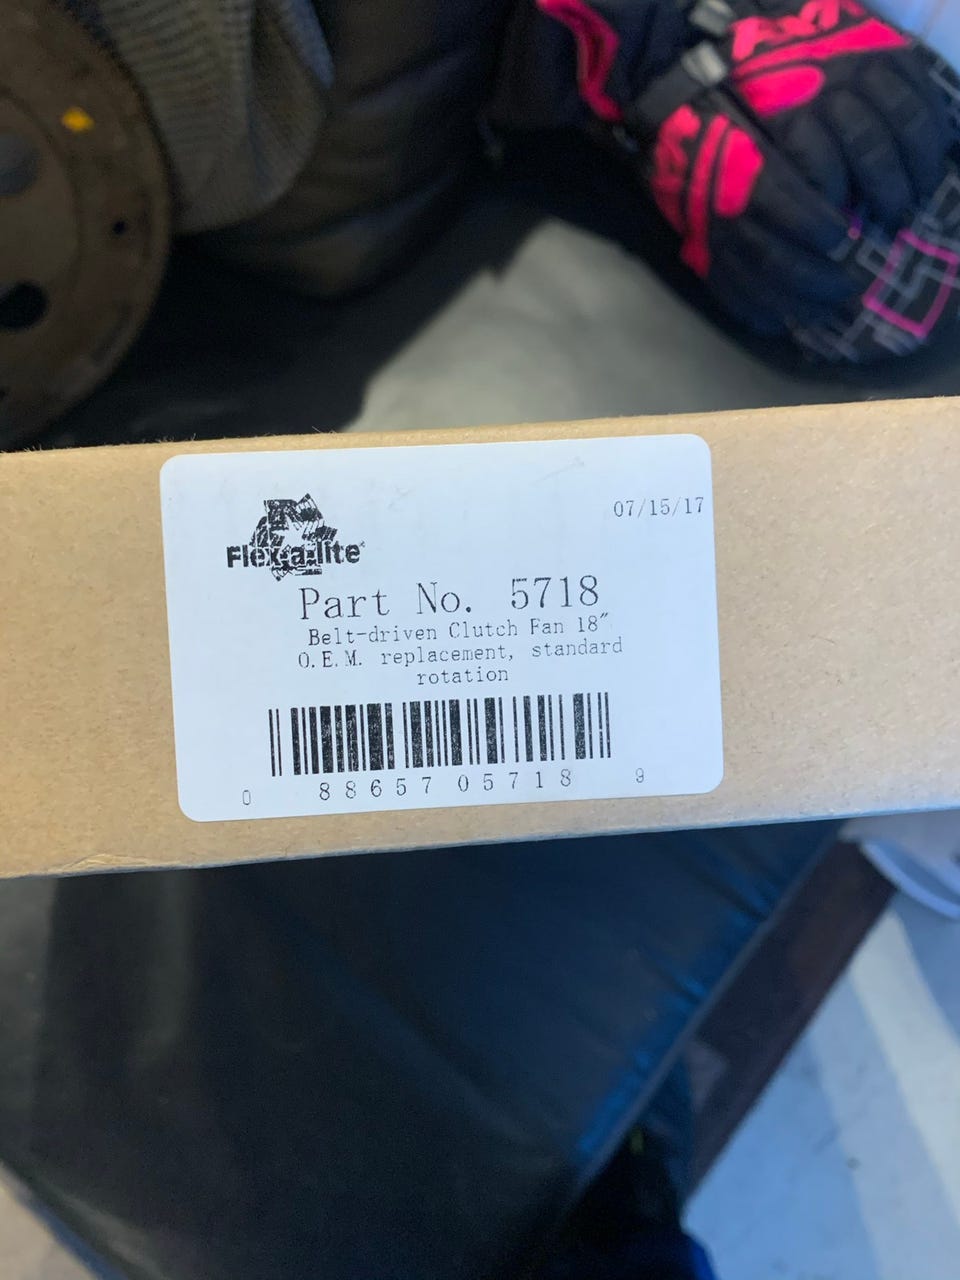 07/15/17
Flex-a-lite
Part No. 5718
Belt-driven Clutch Fan 18"
O.E.M. replacement, standard
rotation
0 88657 05718 9